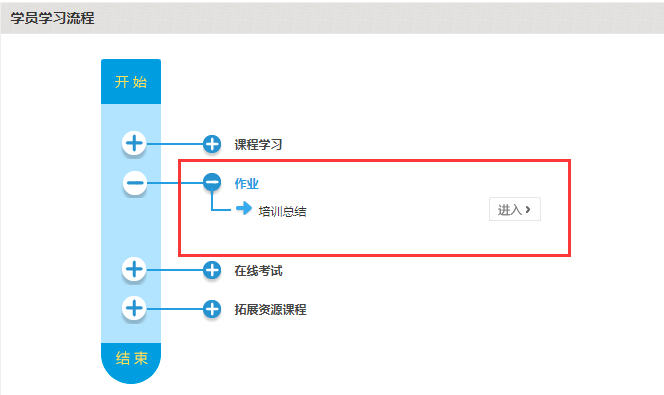 学员学习流程
开始
课程学习
作业
培训总结
进入
在线考试
拓展资源课程
结束